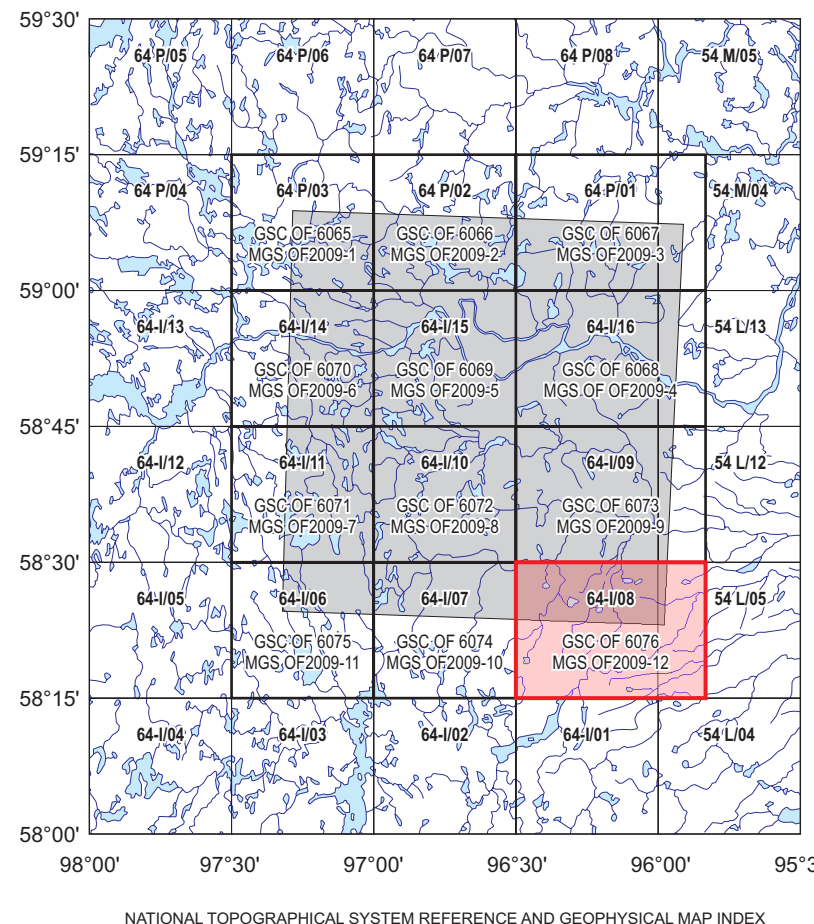 59°30'
64 P/05 64 P/06 64 P/07 64 P/08 54 M/05
59°15'
64 P/04 64 P/03 64 P/02 64 P/01 54 M/04
GSC OF 6065 GSC OF 6066 GSC OF 6067
MGS OF2009-1 MGS OF2009-2 MGS OF2009-3
59°00'
64-I/13 64-I/14 64-I/15 64-I/16 54 L/13
GSC OF 6070 GSC OF 6069 GSC OF 6068
MGS OF2009-6 MGS OF2009-5 MGS OF OF2009-4
58°45'
64-I/12 64-I/11 64-I/10 64-I/09 54 L/12
GSC OF 6071 GSC OF 6072 GSC OF 6073
MGS OF2009-7 MGS OF2009-8 MGS OF2009-9
58°30'
64-I/05 64-I/06 64-I/07 64-I/08 54 L/05
GSC OF 6075 GSC OF 6074 GSC OF 6076
MGS OF2009-11 MGS OF2009-10 MGS OF2009-12
58°15'
64-I/04 64-I/03 64-I/02 64-I/01 54 L/04
58°00'
98°00' 97°30' 97°00' 96°30' 96°00' 95°3
NATIONAL TOPOGRAPHICAL SYSTEM REFERENCE AND GEOPHYSICAL MAP INDEX